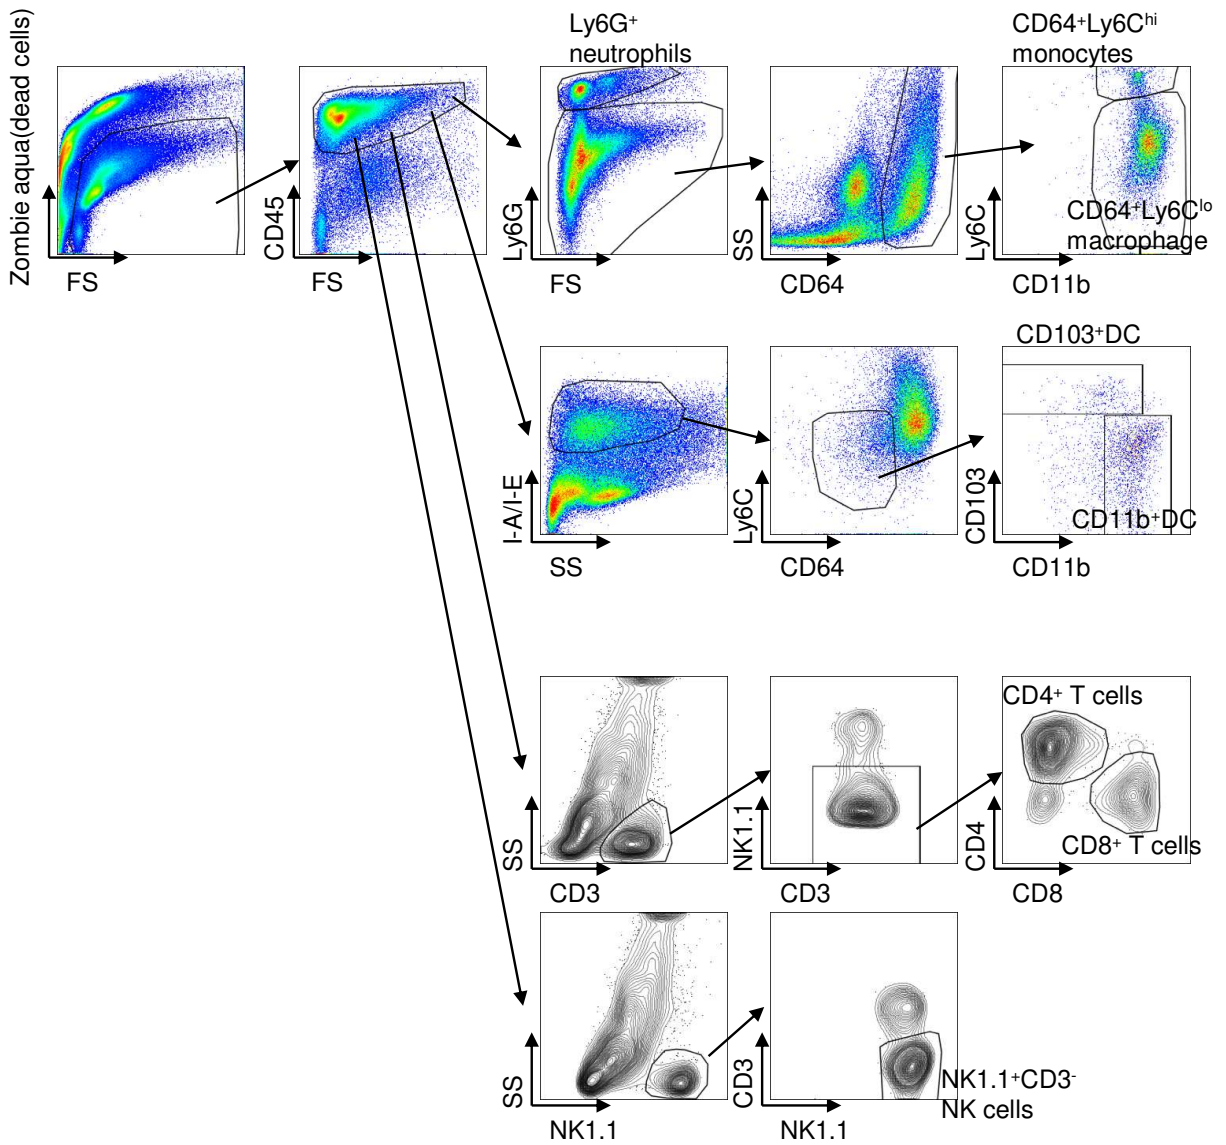 Ly6G⁺
neutrophils
CD64⁺Ly6Cʰⁱ
monocytes
Zombie aqua(dead cells)
FS
CD45
FS
Ly6G
FS
SS
CD64
Ly6C
CD64⁺Ly6Cˡᵒ
macrophage
CD11b
I-A/I-E
SS
Ly6C
CD64
CD103⁺DC
CD103
CD11b⁺DC
CD11b
SS
CD3
NK1.1
CD3
CD4⁺ T cells
CD4
CD8⁺ T cells
CD8
SS
NK1.1
CD3
NK1.1
NK1.1⁺CD3⁻
NK cells